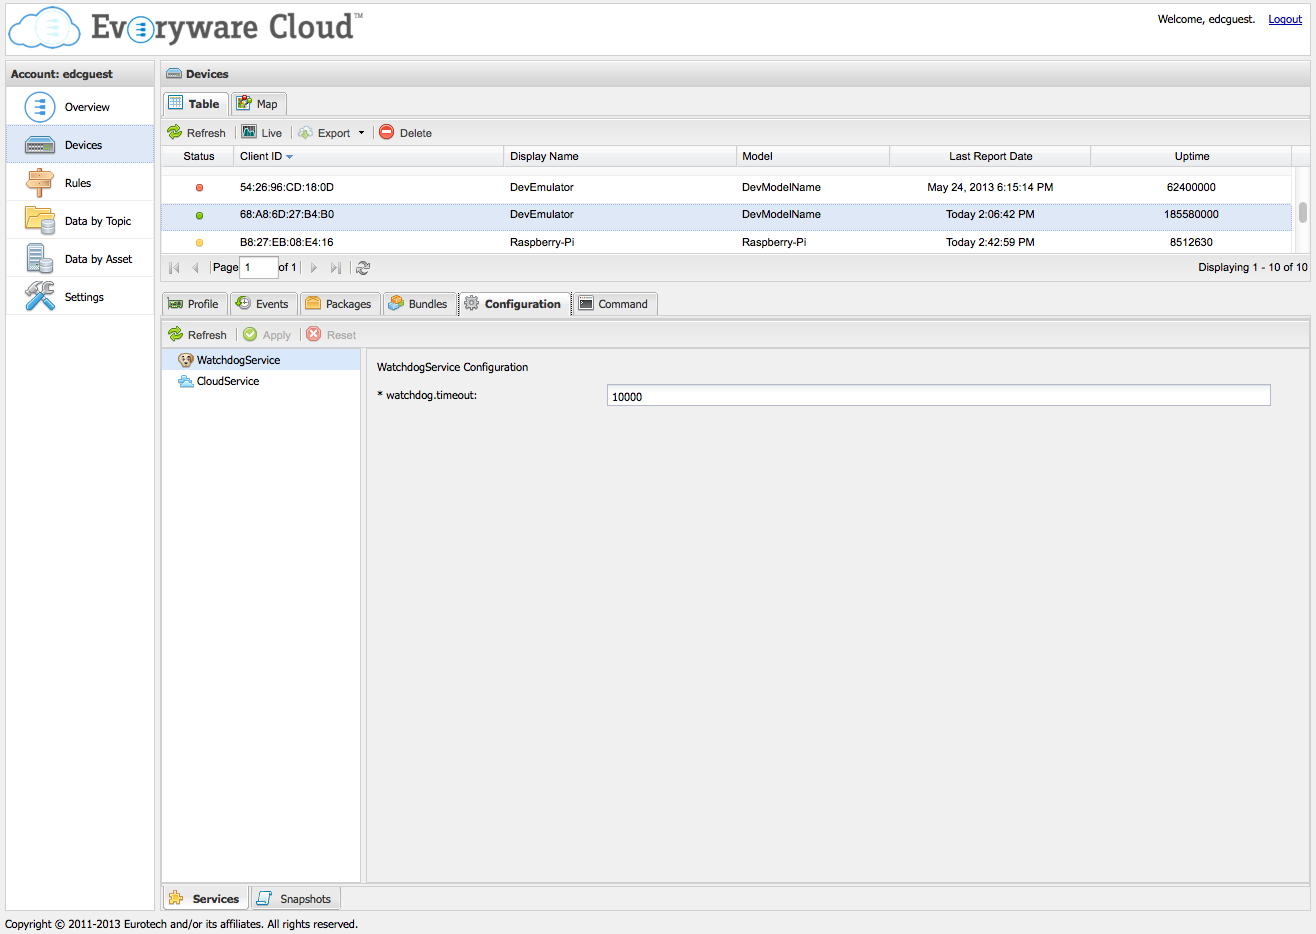 Everyware Cloud™
Welcome, edcguest. Logout
Account: edcguest
Overview
Devices
Rules
Data by Topic
Data by Asset
Settings
Devices
Table Map
Refresh Live Export Delete
Status Client ID Display Name Model Last Report Date Uptime
54:26:96:CD:18:0D DevEmulator DevModelName May 24, 2013 6:15:14 PM 62400000
68:A8:6D:27:B4:B0 DevEmulator DevModelName Today 2:06:42 PM 185580000
B8:27:EB:08:E4:16 Raspberry-Pi Raspberry-Pi Today 2:42:59 PM 8512630
Page 1 of 1 Displaying 1 - 10 of 10
Profile Events Packages Bundles Configuration Command
Refresh Apply Reset
WatchdogService
CloudService
WatchdogService Configuration
* watchdog.timeout: 10000
Services Snapshots
Copyright © 2011-2013 Eurotech and/or its affiliates. All rights reserved.